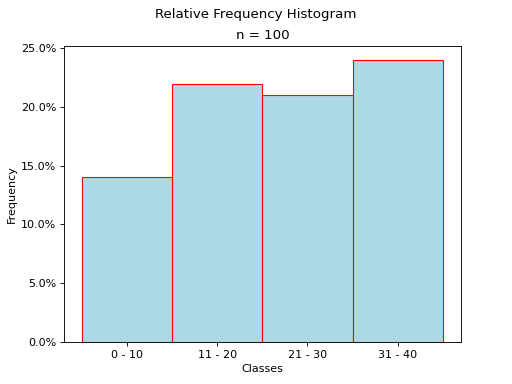 Relative Frequency Histogram
n = 100
25.0%
20.0%
15.0%
10.0%
5.0%
0.0%
Frequency
0 - 10 11 - 20 21 - 30 31 - 40
Classes